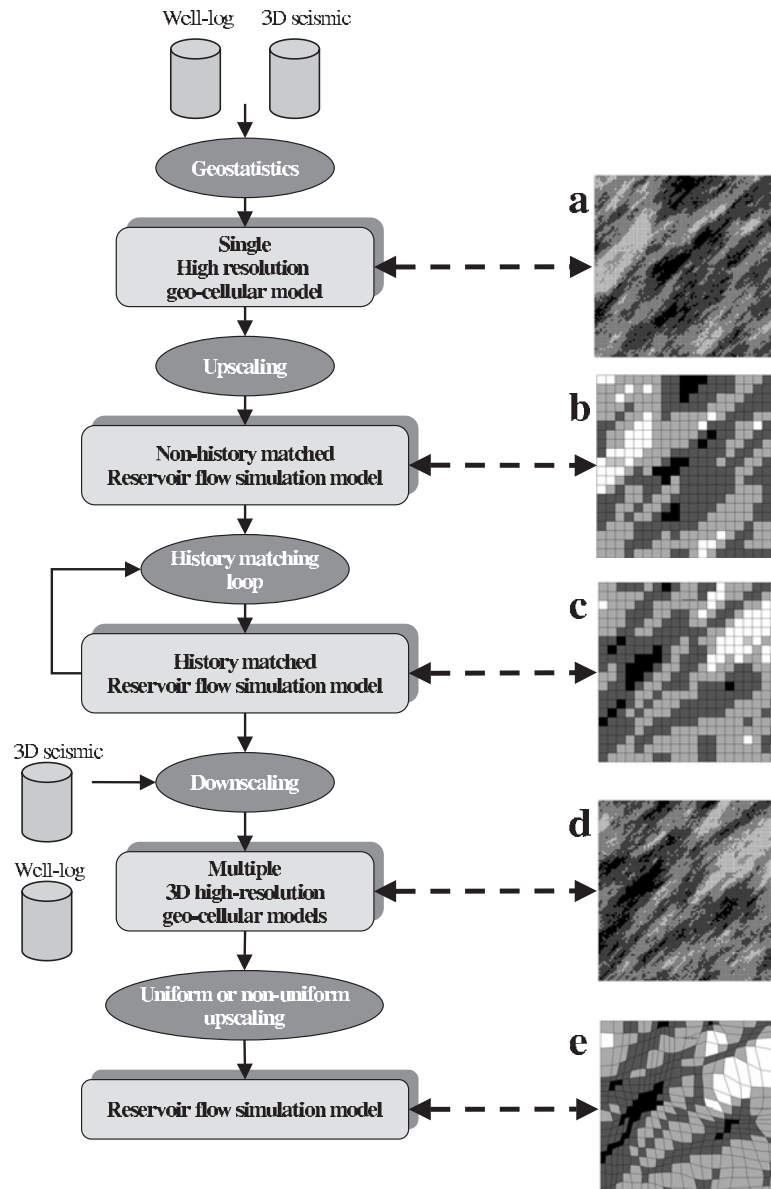 Well-log
3D seismic
Geostatistics
a
Single
High resolution
geo-cellular model
Upscaling
b
Non-history matched
Reservoir flow simulation model
History matching
loop
c
History matched
Reservoir flow simulation model
3D seismic
Downscaling
d
Well-log
Multiple
3D high-resolution
geo-cellular models
Uniform or non-uniform
upscaling
e
Reservoir flow simulation model